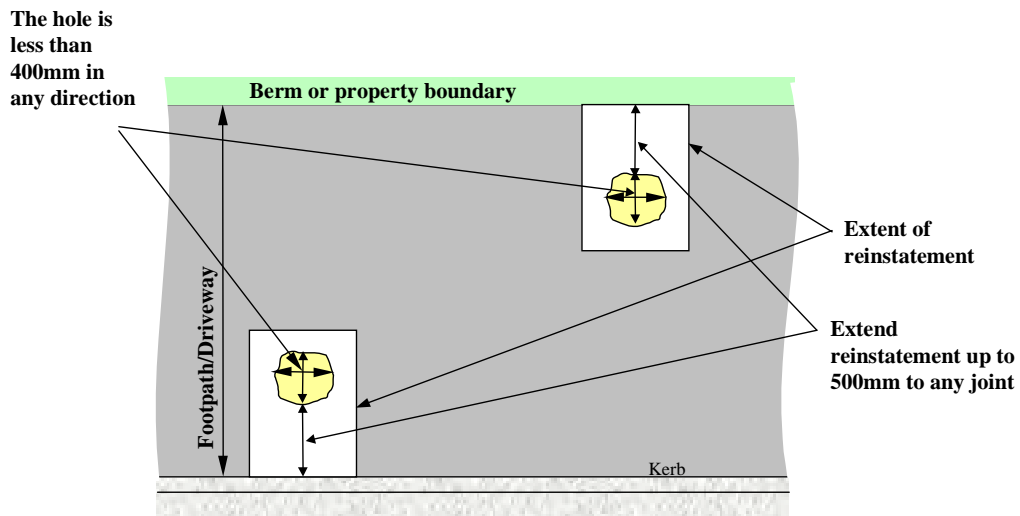 The hole is
less than
400mm in
any direction
Berm or property boundary
Footpath/Driveway
Extent of
reinstatement
Extend
reinstatement up to
500mm to any joint
Kerb